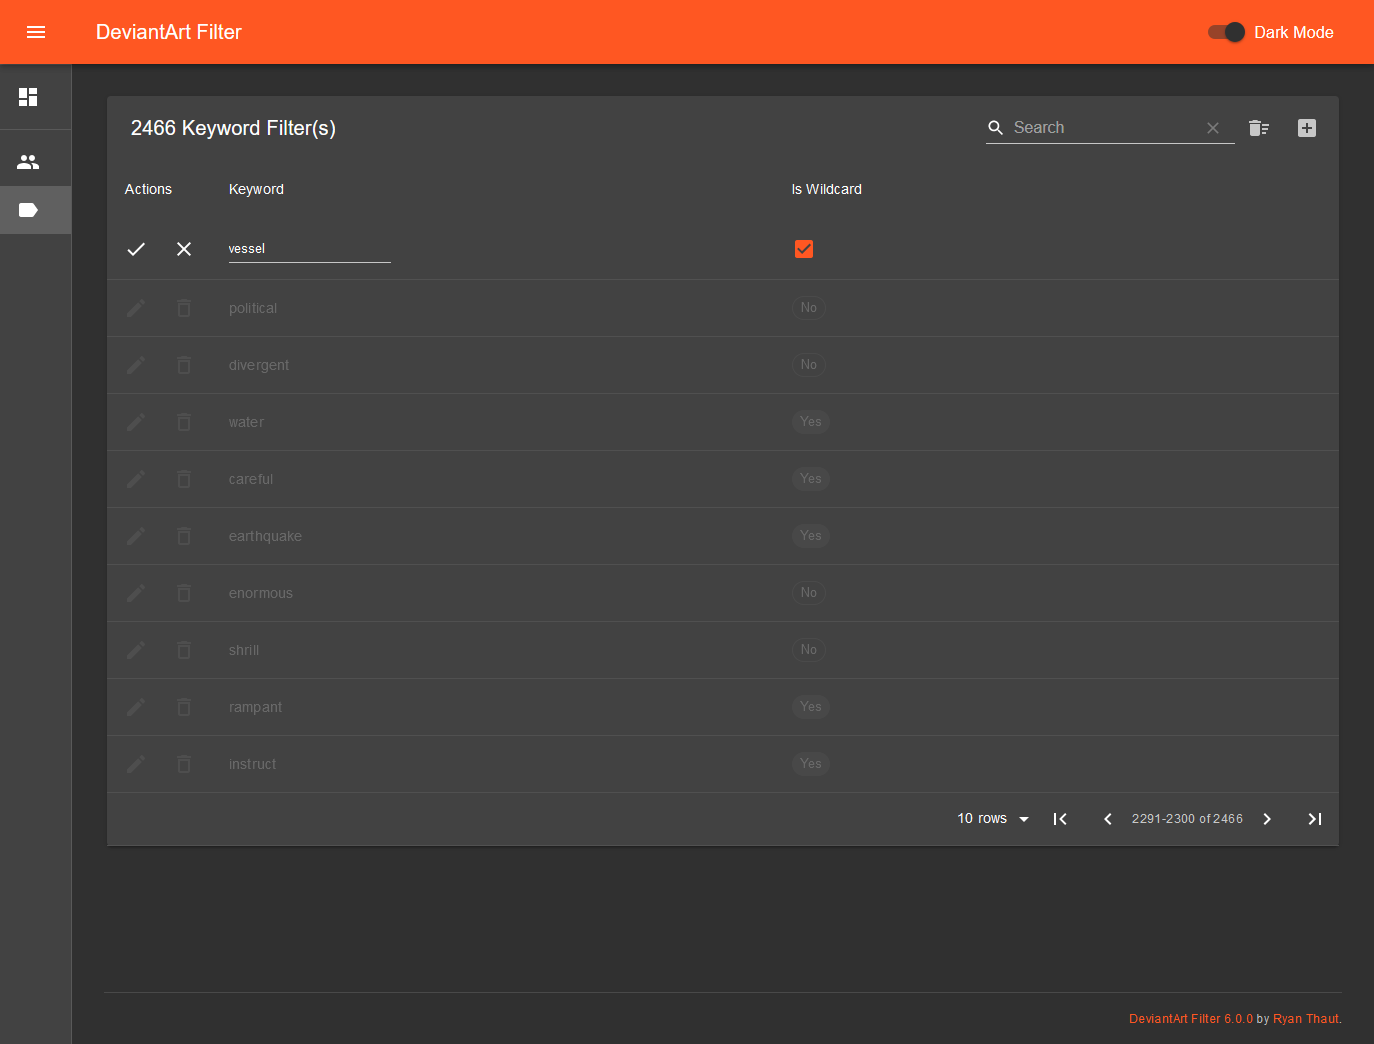 DeviantArt Filter
Dark Mode
2466 Keyword Filter(s)
Search
Actions Keyword Is Wildcard
vessel
political No
divergent No
water Yes
careful Yes
earthquake Yes
enormous No
shrill No
rampant Yes
instruct Yes
10 rows 2291-2300 of 2466
DeviantArt Filter 6.0.0 by Ryan Thaut.